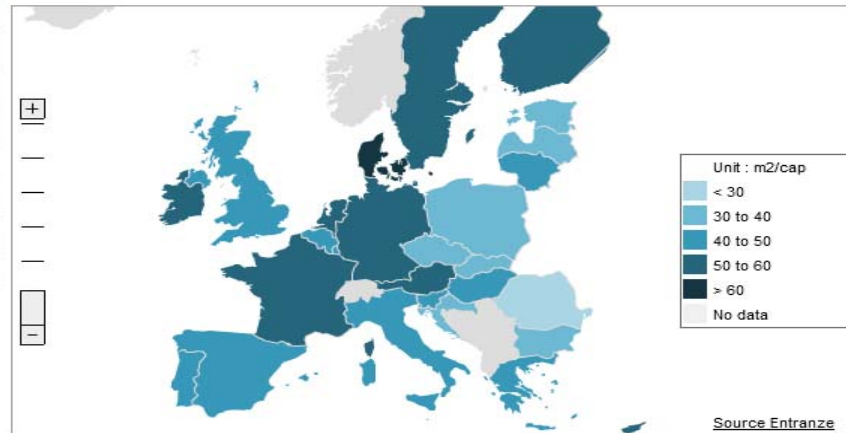 +
−
Unit : m2/cap
< 30
30 to 40
40 to 50
50 to 60
> 60
No data
Source Entranze